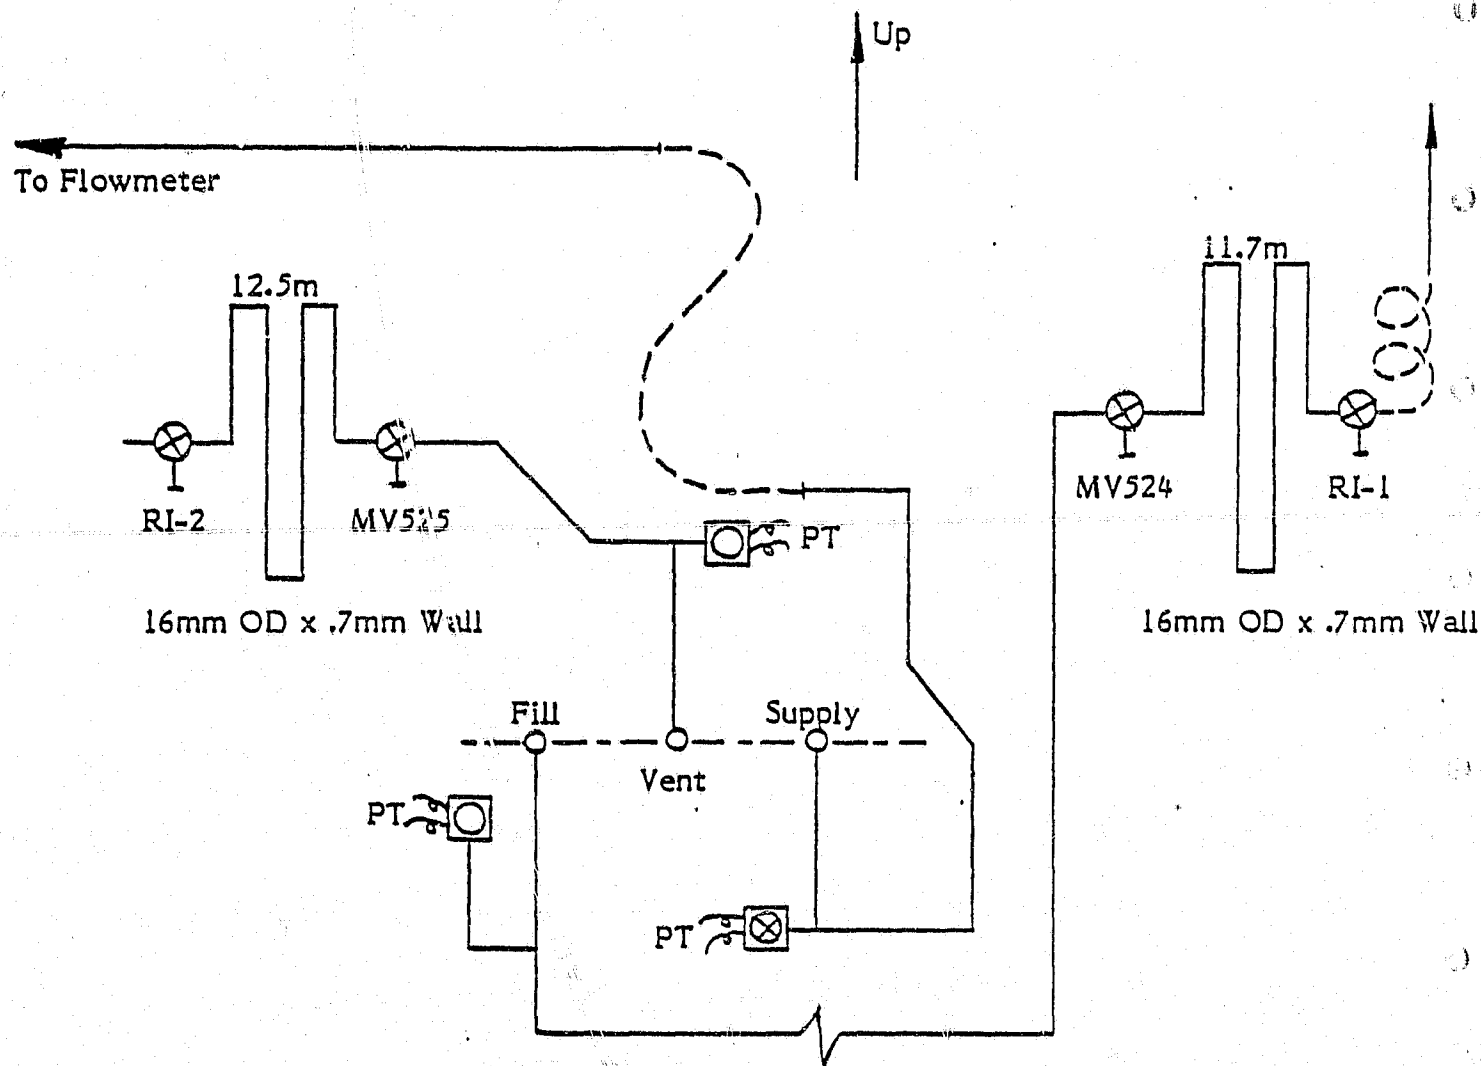 Up
To Flowmeter
11.7m
12.5m
MV524
RI-1
RI-2
MV525
PT
16mm OD x .7mm Wall
16mm OD x .7mm Wall
Fill
Supply
Vent
PT
PT